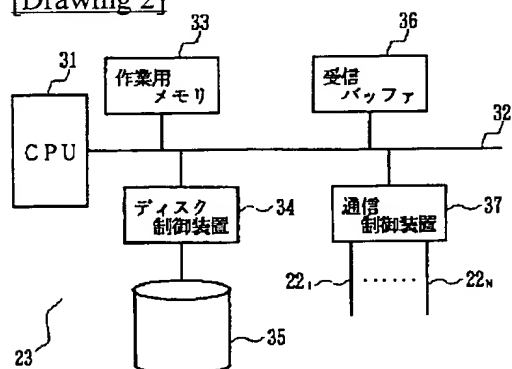 [Drawing 2]
33
36
31
作業用
メモリ
受信
バッファ
32
CPU
ディスク
制御装置
34
通信
制御装置
37
22₁
......
22ₙ
23
35